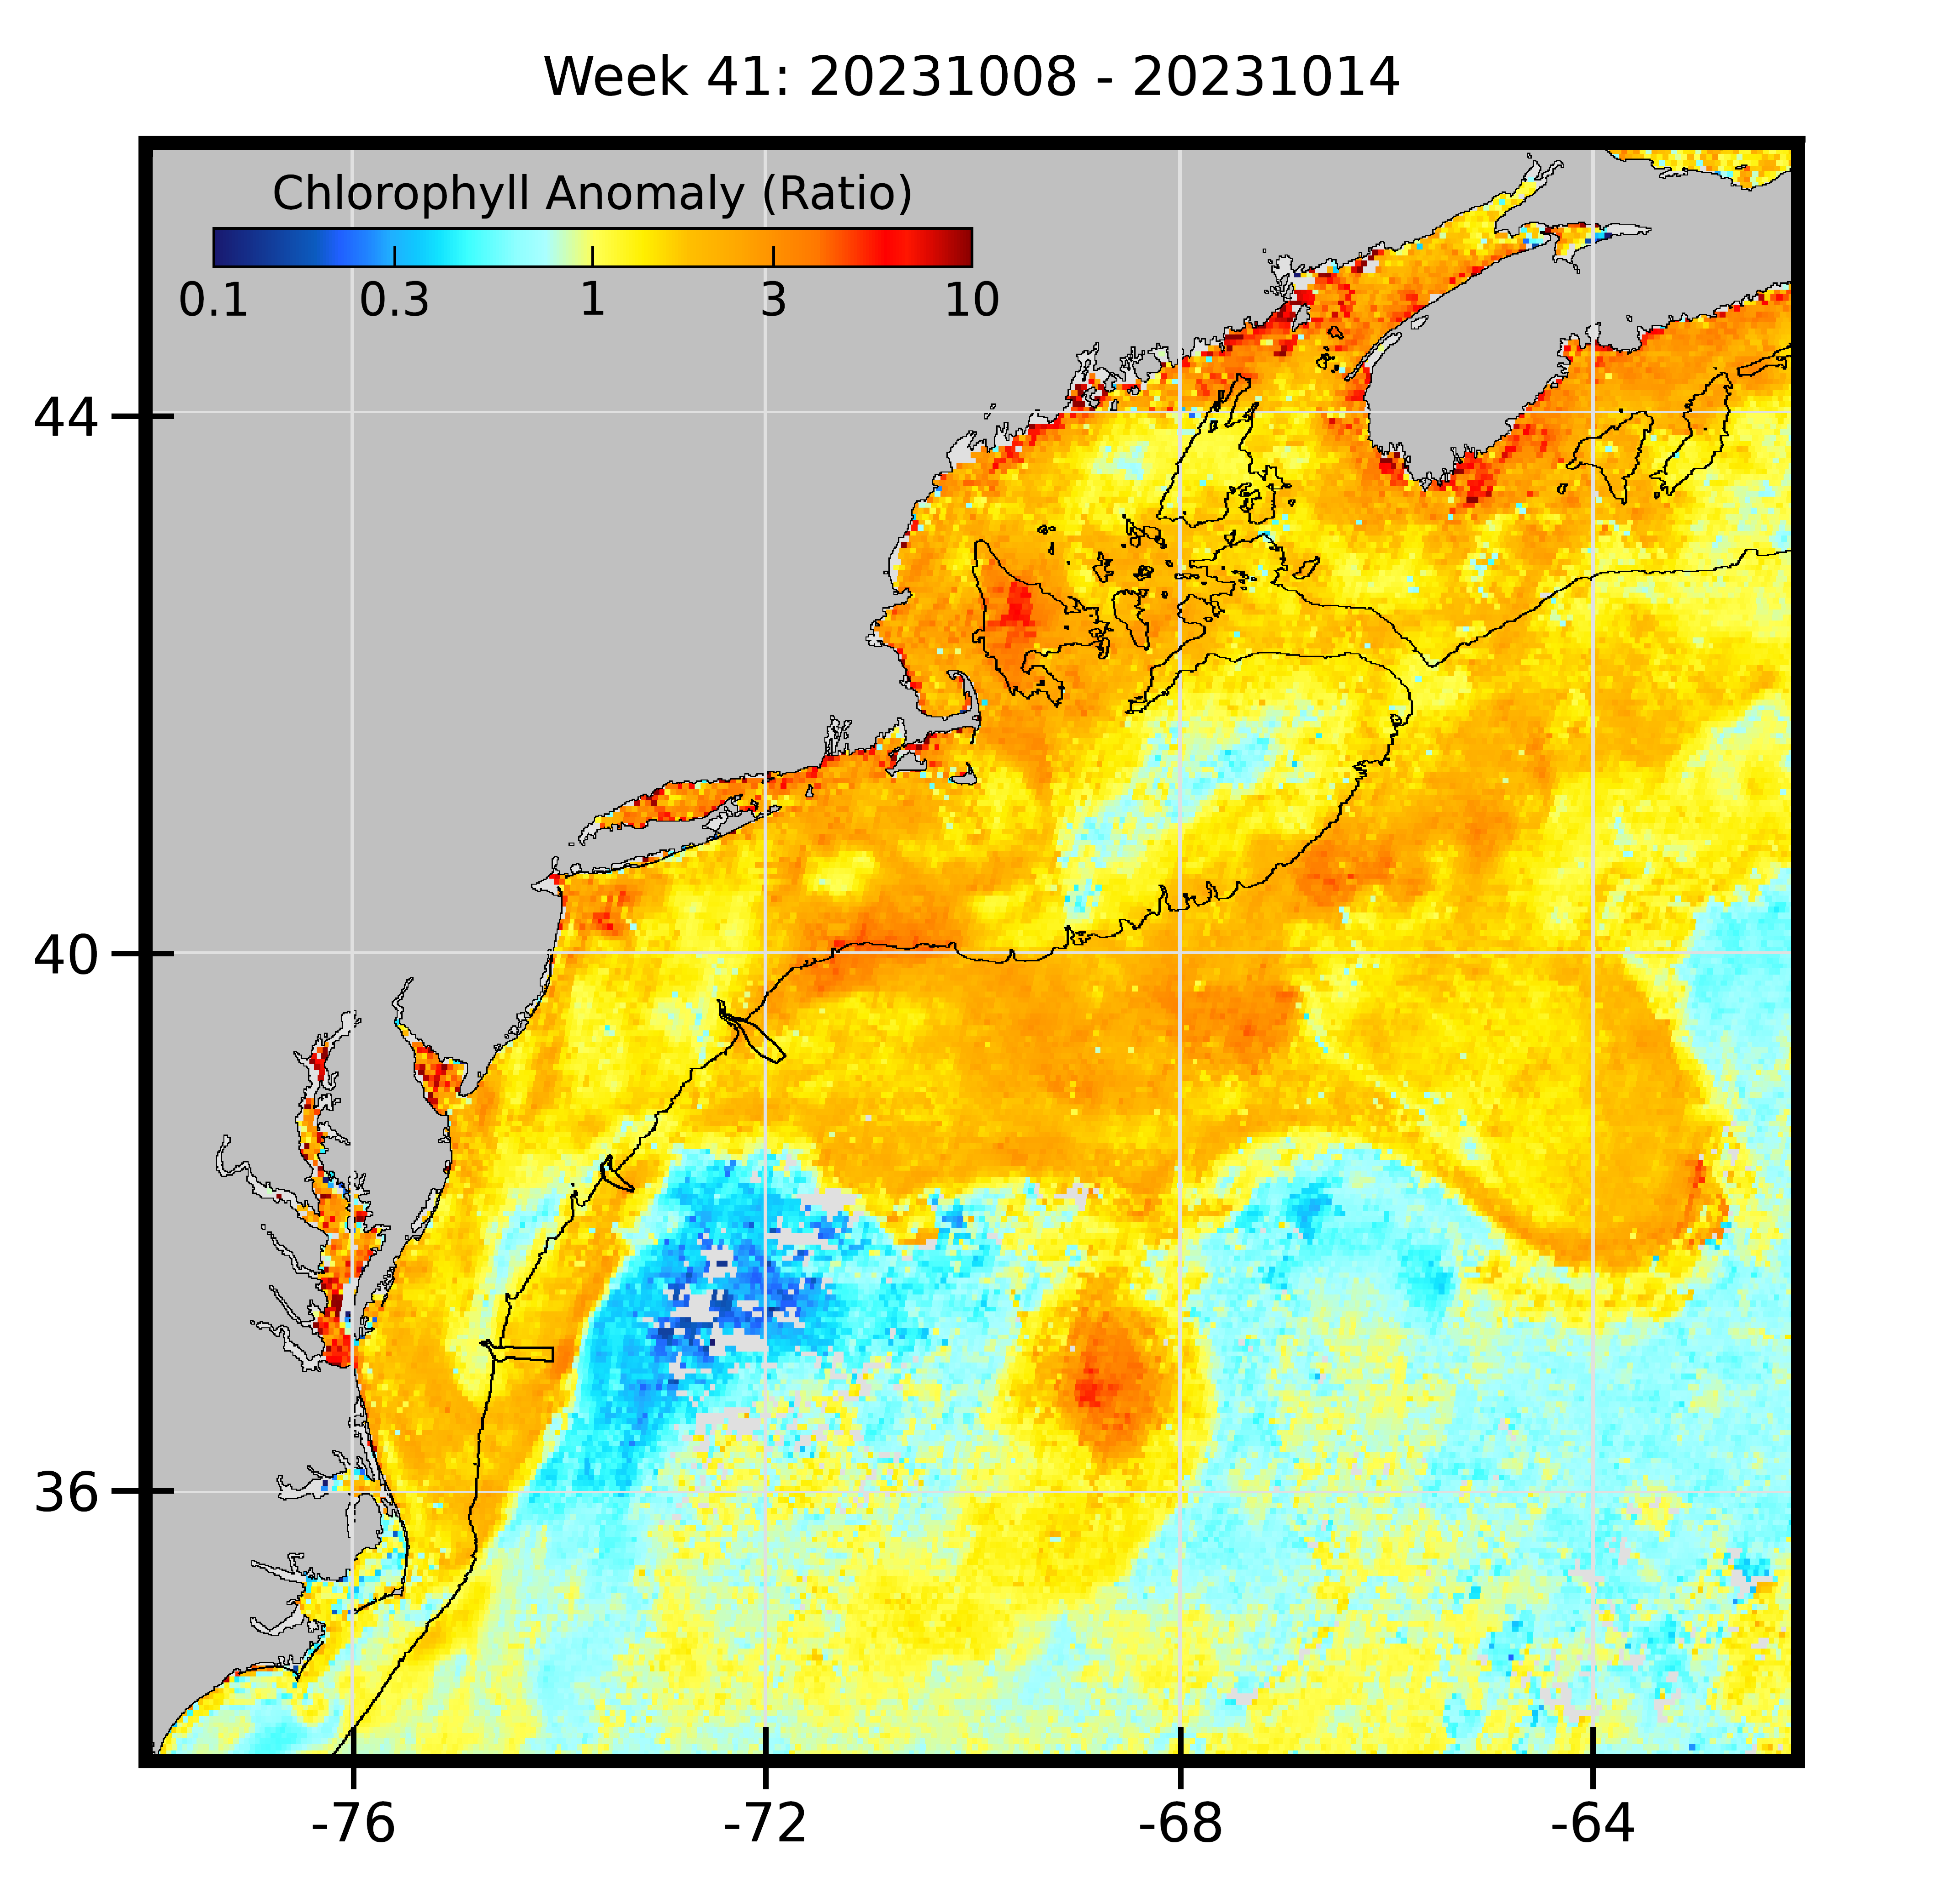 Week 41: 20231008 - 20231014
Chlorophyll Anomaly (Ratio)
0.1 0.3 1 3 10
44
40
36
-76 -72 -68 -64